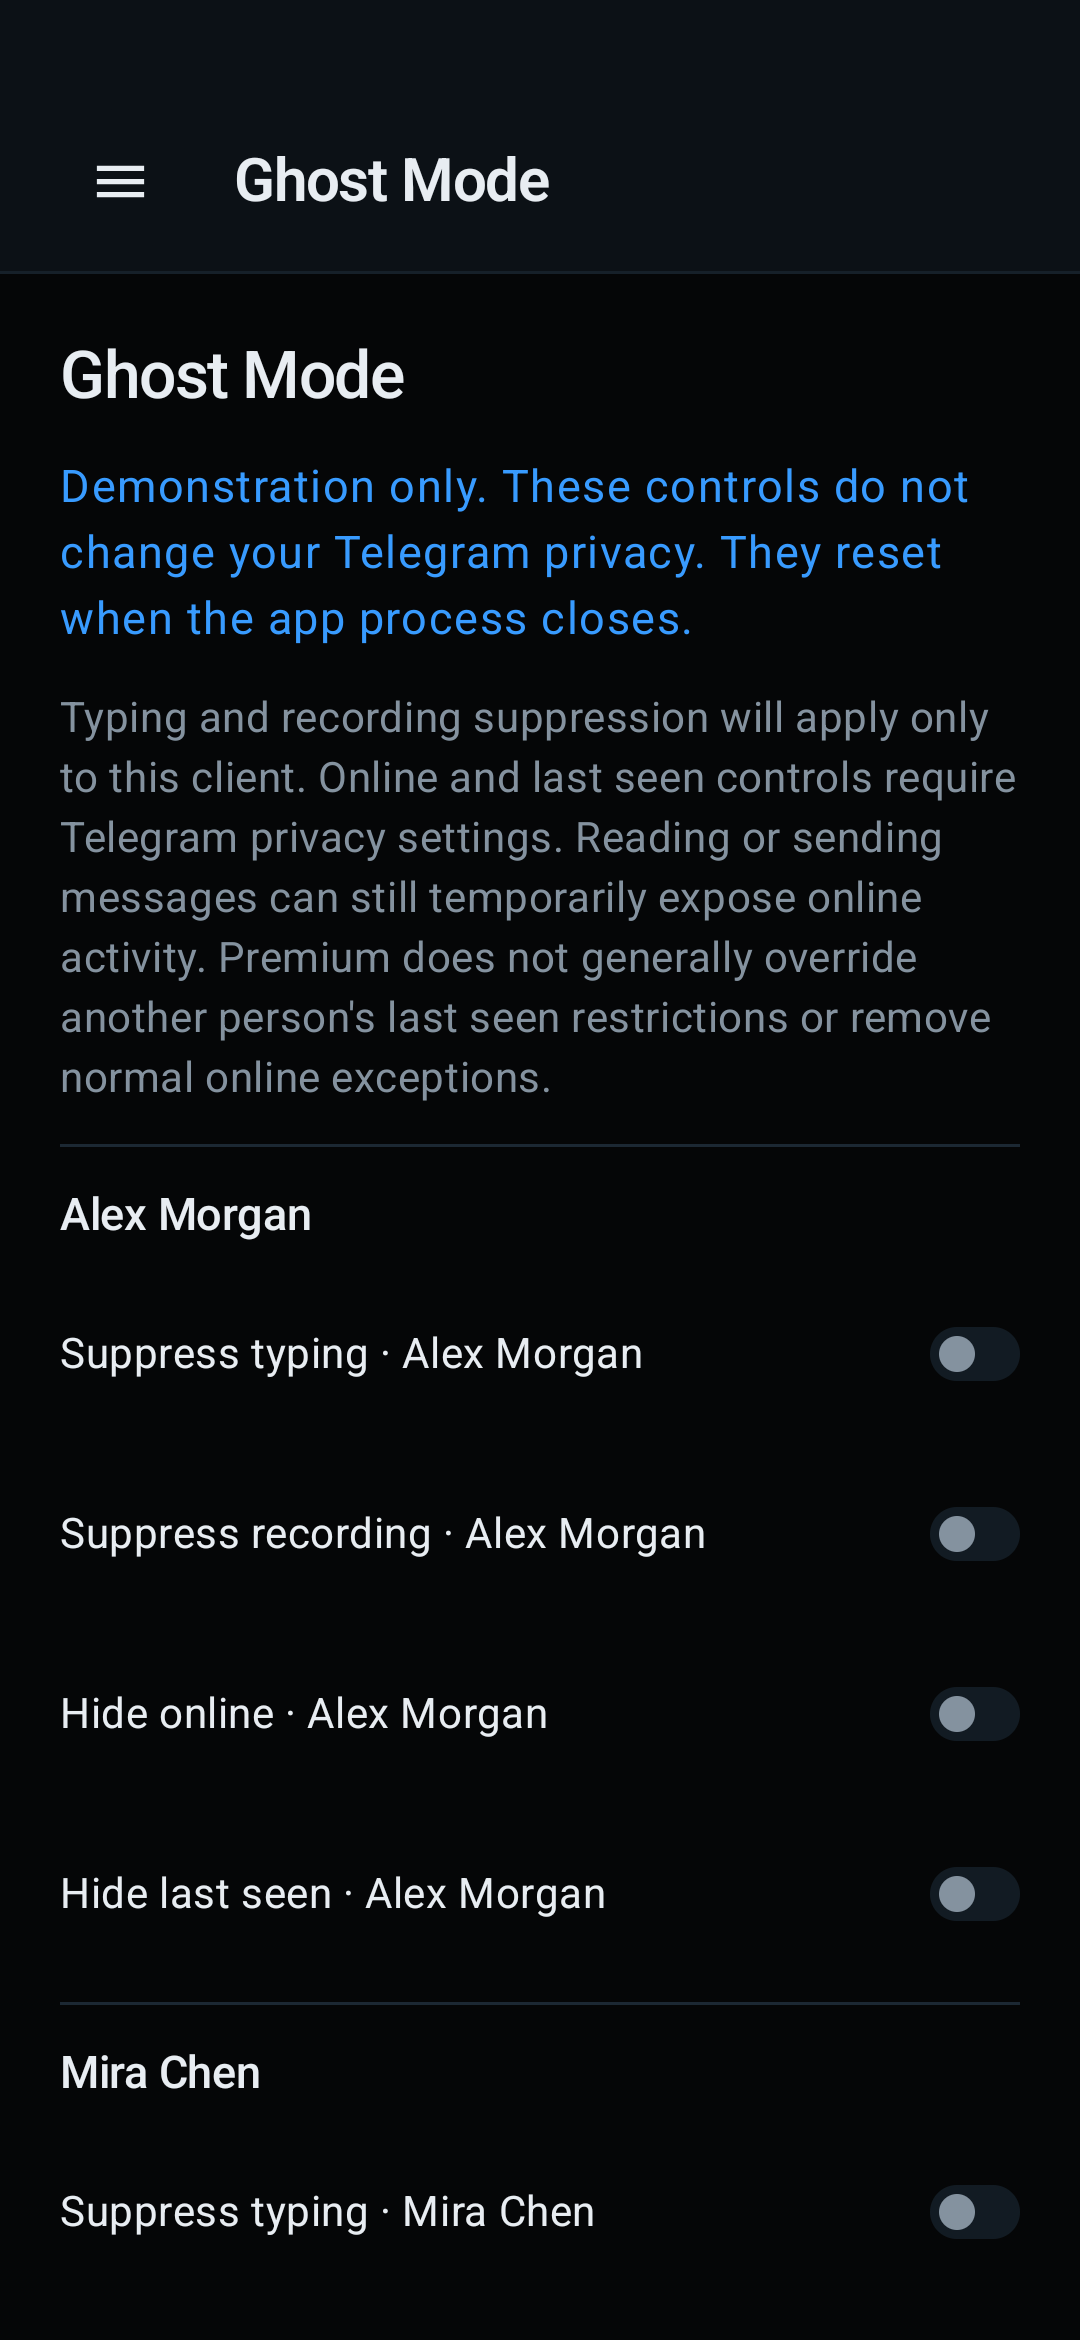 Ghost Mode
Ghost Mode
Demonstration only. These controls do not
change your Telegram privacy. They reset
when the app process closes.
Typing and recording suppression will apply only
to this client. Online and last seen controls require
Telegram privacy settings. Reading or sending
messages can still temporarily expose online
activity. Premium does not generally override
another person's last seen restrictions or remove
normal online exceptions.
Alex Morgan
Suppress typing · Alex Morgan
Suppress recording · Alex Morgan
Hide online · Alex Morgan
Hide last seen · Alex Morgan
Mira Chen
Suppress typing · Mira Chen